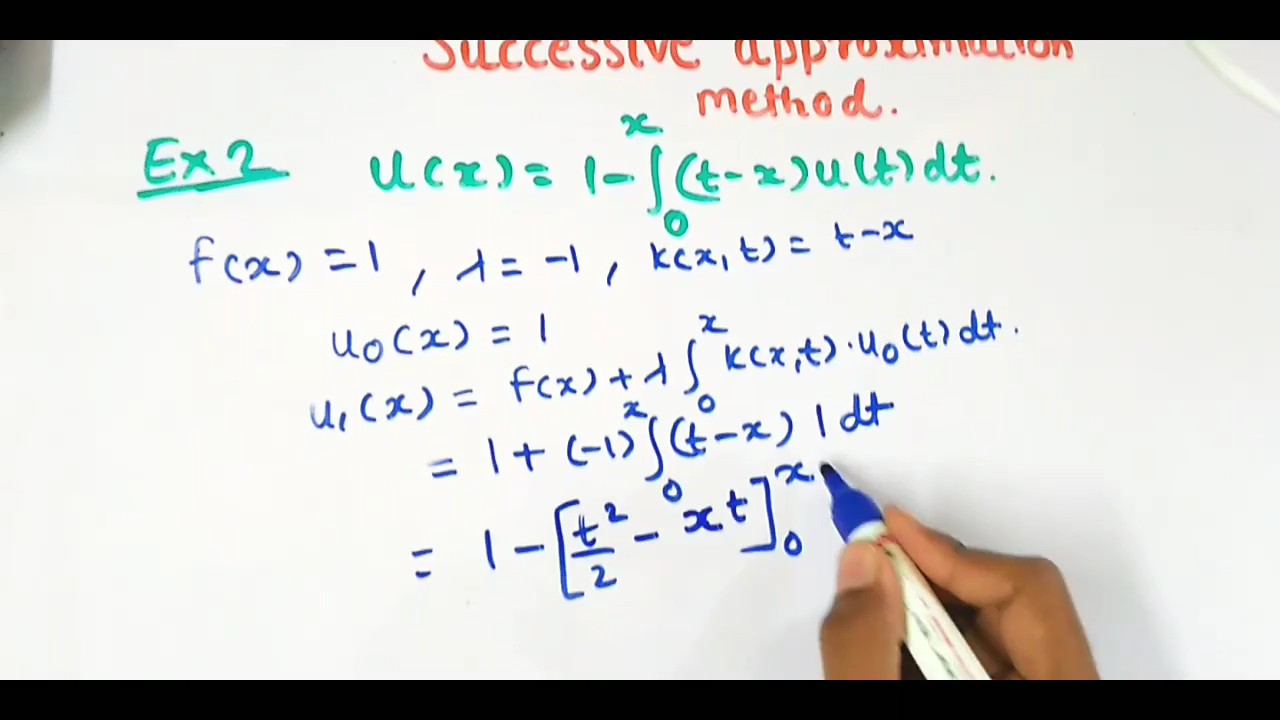 Successive approximation
method.
Ex 2 u(x) = 1 - ∫₀ˣ (t-x) u(t) dt.
f(x) = 1 , λ = -1 , k(x,t) = t-x
u₀(x) = 1
u₁(x) = f(x) + λ ∫₀ˣ k(x,t)·u₀(t) dt.
= 1 + (-1) ∫₀ˣ (t-x) 1 dt
= 1 - [t²/2 - xt]₀ˣ